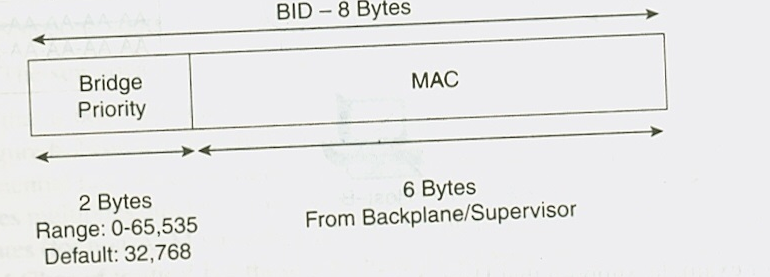 BID – 8 Bytes
Bridge
Priority
MAC
2 Bytes
Range: 0-65,535
Default: 32,768
6 Bytes
From Backplane/Supervisor